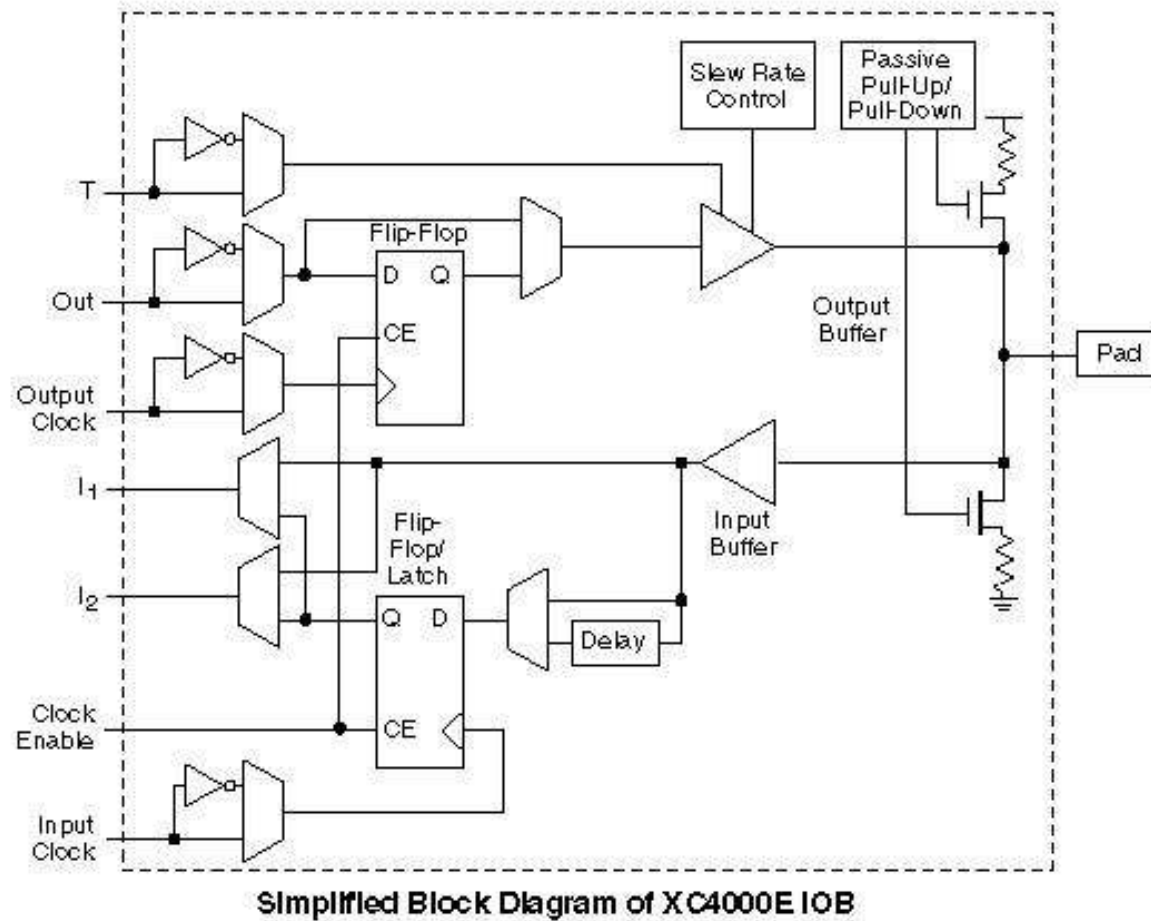 Slew Rate
Control
Passive
Pull-Up/
Pull-Down
T
Flip-Flop
D Q
CE
Out
Output
Buffer
Pad
Output
Clock
I1
Flip-
Flop/
Latch
Input
Buffer
I2
Q D
Delay
Clock
Enable
CE
Input
Clock
Simplified Block Diagram of XC4000E IOB